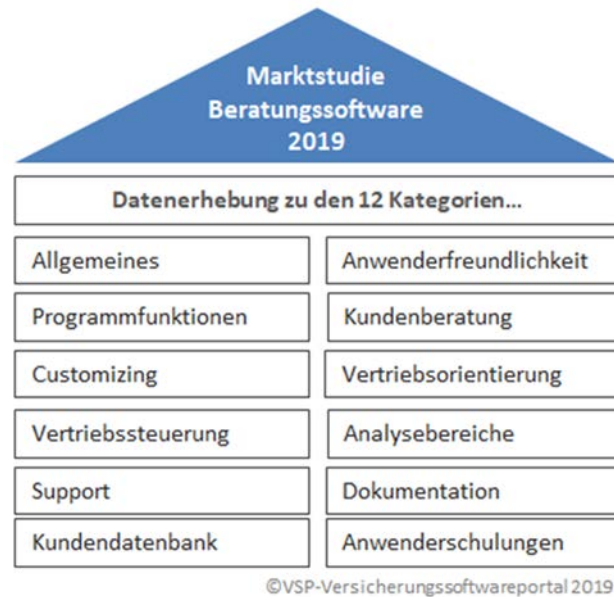 Marktstudie
Beratungssoftware
2019
Datenerhebung zu den 12 Kategorien...
Allgemeines
Anwenderfreundlichkeit
Programmfunktionen
Kundenberatung
Customizing
Vertriebsorientierung
Vertriebssteuerung
Analysebereiche
Support
Dokumentation
Kundendatenbank
Anwenderschulungen
©VSP-Versicherungssoftwareportal 2019